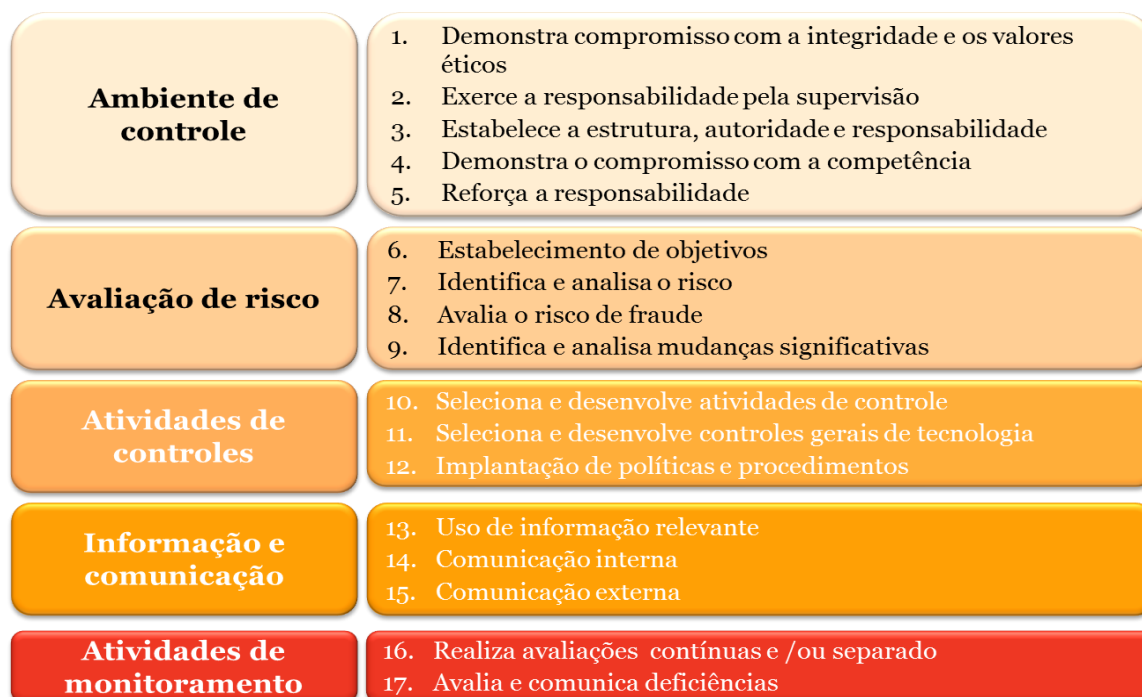 Ambiente de
controle
1. Demonstra compromisso com a integridade e os valores
éticos
2. Exerce a responsabilidade pela supervisão
3. Estabelece a estrutura, autoridade e responsabilidade
4. Demonstra o compromisso com a competência
5. Reforça a responsabilidade
Avaliação de risco
6. Estabelecimento de objetivos
7. Identifica e analisa o risco
8. Avalia o risco de fraude
9. Identifica e analisa mudanças significativas
Atividades de
controles
10. Seleciona e desenvolve atividades de controle
11. Seleciona e desenvolve controles gerais de tecnologia
12. Implantação de políticas e procedimentos
Informação e
comunicação
13. Uso de informação relevante
14. Comunicação interna
15. Comunicação externa
Atividades de
monitoramento
16. Realiza avaliações contínuas e /ou separado
17. Avalia e comunica deficiências